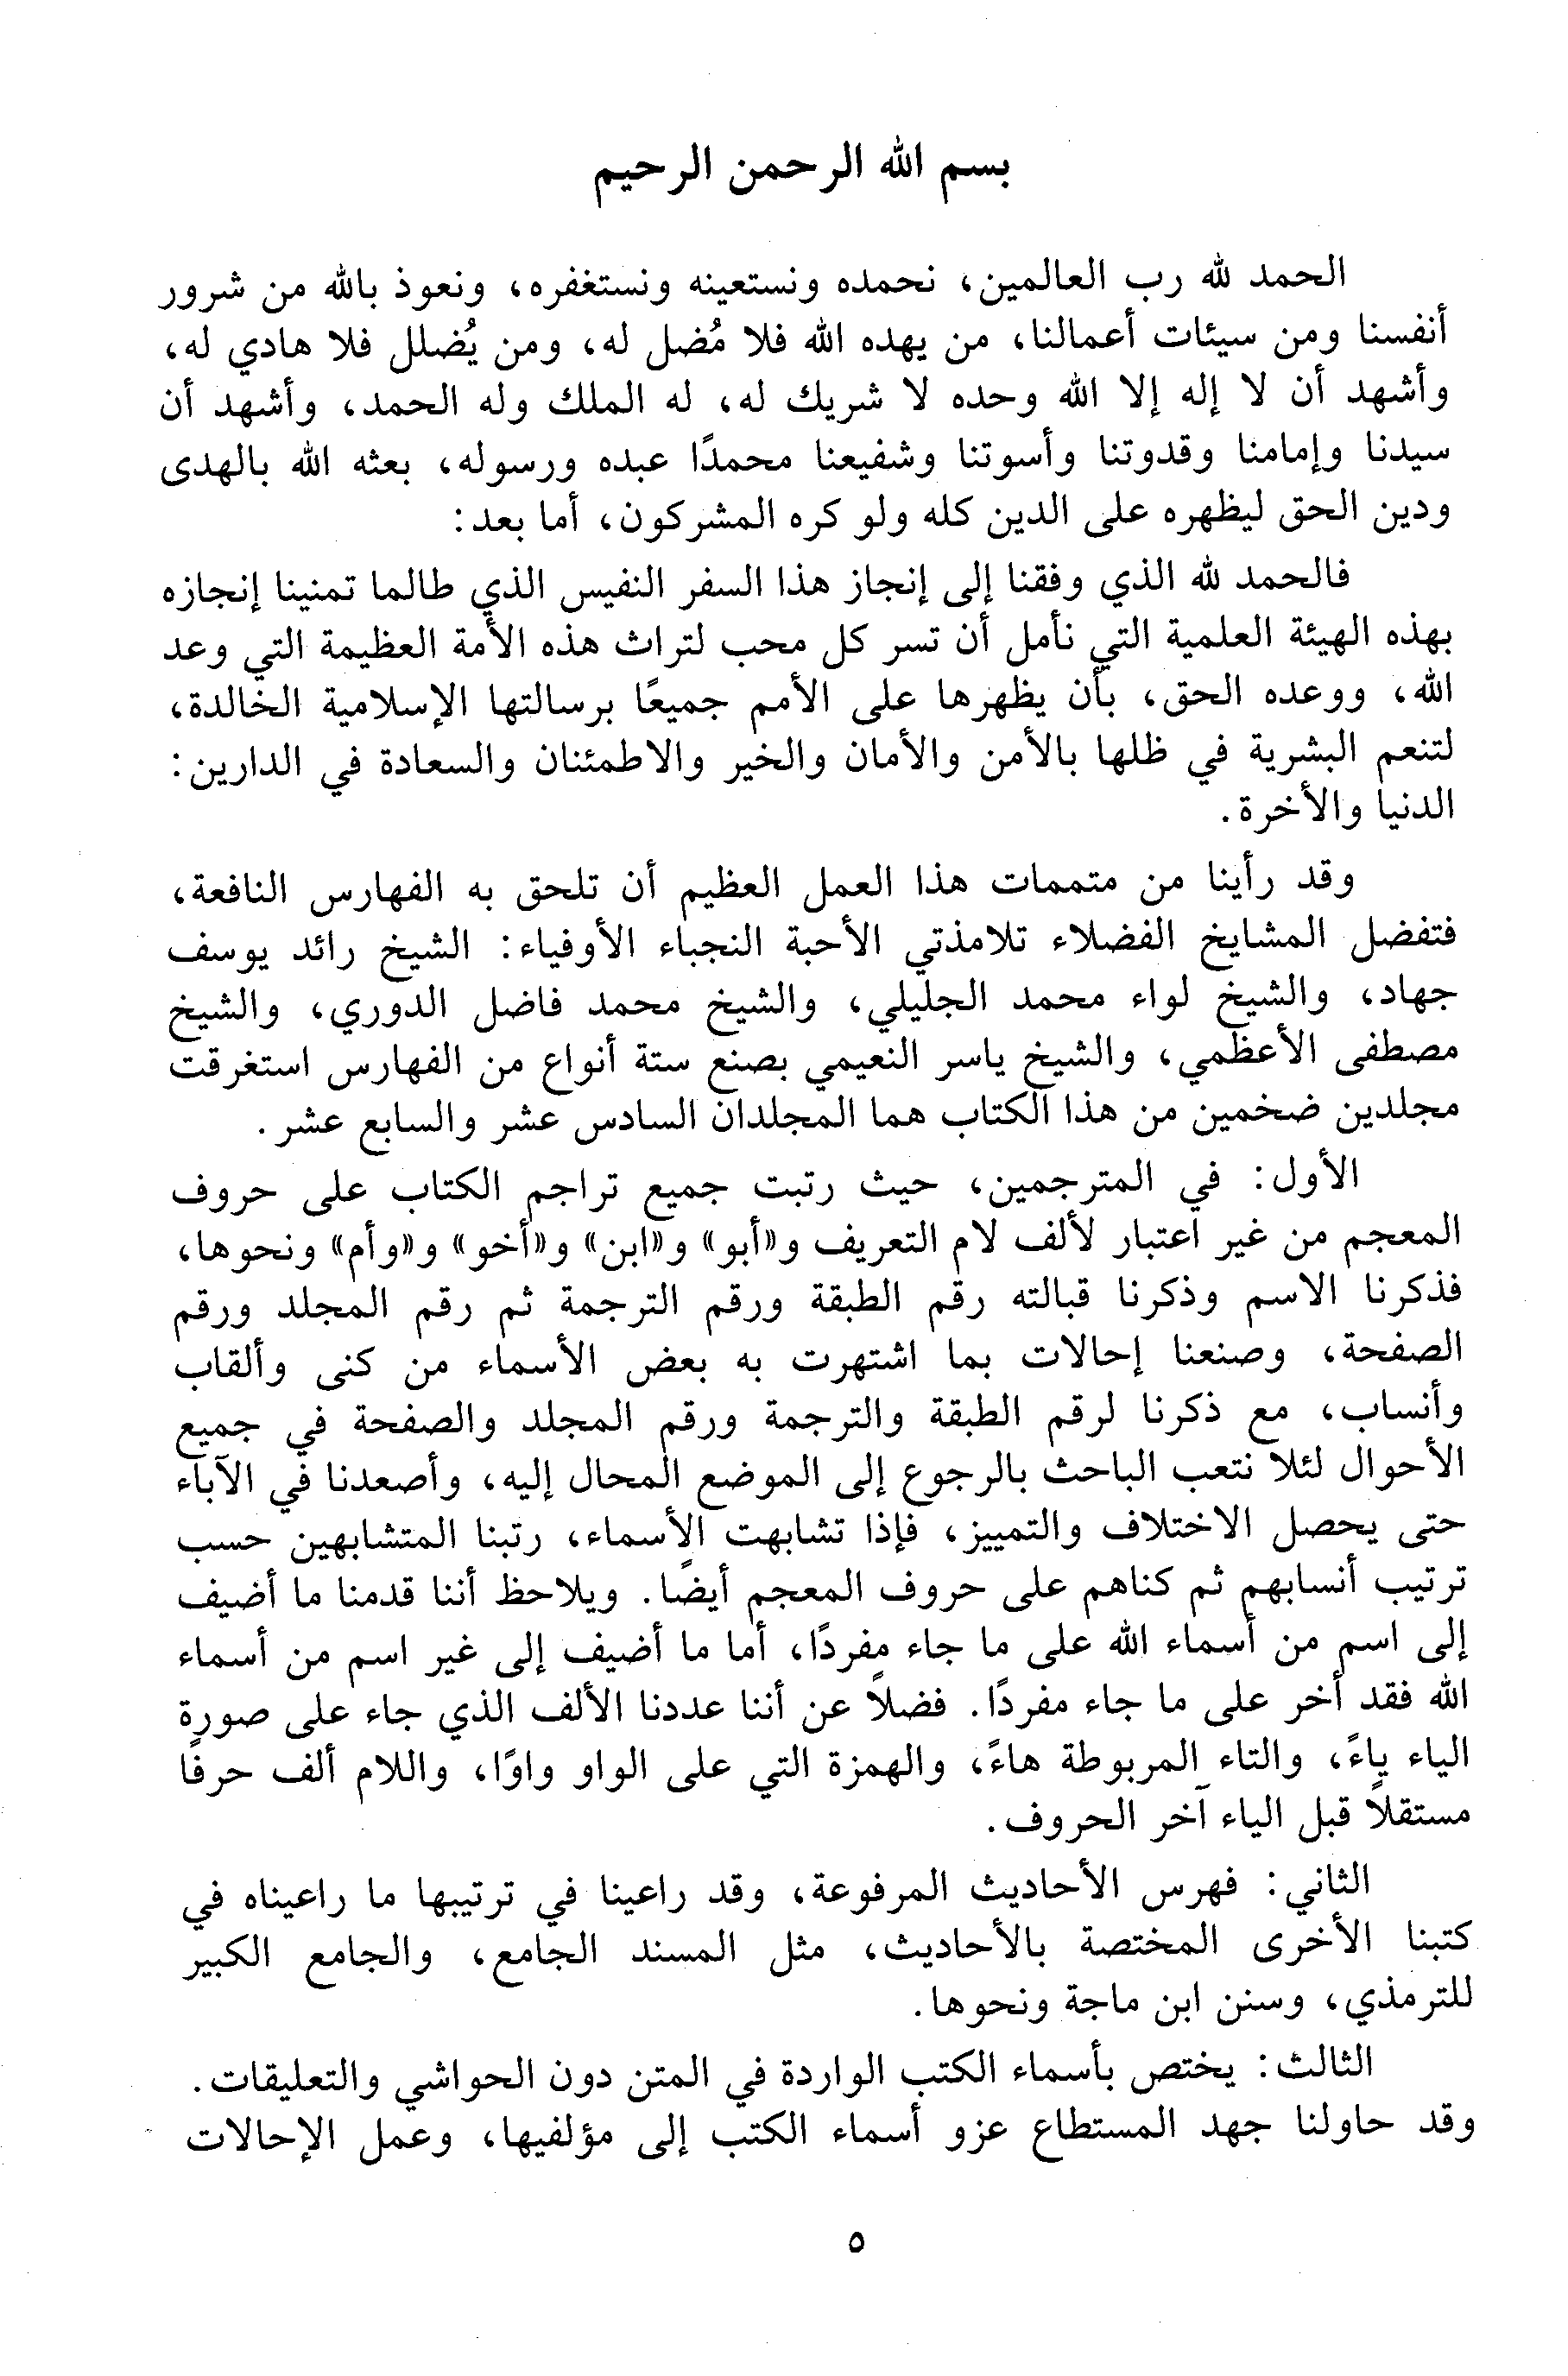 بسم الله الرحمن الرحيم
الحمد لله رب العالمين، نحمده ونستعينه ونستغفره، ونعوذ بالله من شرور
أنفسنا ومن سيئات أعمالنا، من يهده الله فلا مُضل له، ومن يُضلل فلا هادي له،
وأشهد أن لا إله إلا الله وحده لا شريك له، له الملك وله الحمد، وأشهد أن
سيدنا وإمامنا وقدوتنا وأسوتنا وشفيعنا محمدًا عبده ورسوله، بعثه الله بالهدى
ودين الحق ليظهره على الدين كله ولو كره المشركون، أما بعد:
فالحمد لله الذي وفقنا إلى إنجاز هذا السفر النفيس الذي طالما تمنينا إنجازه
بهذه الهيئة العلمية التي نأمل أن تسر كل محب لتراث هذه الأمة العظيمة التي وعد
الله، ووعده الحق، بأن يظهرها على الأمم جميعًا برسالتها الإسلامية الخالدة،
لتنعم البشرية في ظلها بالأمن والأمان والخير والاطمئنان والسعادة في الدارين:
الدنيا والأخرة.
وقد رأينا من متممات هذا العمل العظيم أن تلحق به الفهارس النافعة،
فتفضل المشايخ الفضلاء تلامذتي الأحبة النجباء الأوفياء: الشيخ رائد يوسف
جهاد، والشيخ لواء محمد الجليلي، والشيخ محمد فاضل الدوري، والشيخ
مصطفى الأعظمي، والشيخ ياسر النعيمي بصنع ستة أنواع من الفهارس استغرقت
مجلدين ضخمين من هذا الكتاب هما المجلدان السادس عشر والسابع عشر.
الأول: في المترجمين، حيث رتبت جميع تراجم الكتاب على حروف
المعجم من غير اعتبار لألف لام التعريف و«أبو» و«ابن» و«أخو» و«وأم» ونحوها،
فذكرنا الاسم وذكرنا قبالته رقم الطبقة ورقم الترجمة ثم رقم المجلد ورقم
الصفحة، وصنعنا إحالات بما اشتهرت به بعض الأسماء من كنى وألقاب
وأنساب، مع ذكرنا لرقم الطبقة والترجمة ورقم المجلد والصفحة في جميع
الأحوال لئلا نتعب الباحث بالرجوع إلى الموضع المحال إليه، وأصعدنا في الآباء
حتى يحصل الاختلاف والتمييز، فإذا تشابهت الأسماء، رتبنا المتشابهين حسب
ترتيب أنسابهم ثم كناهم على حروف المعجم أيضًا. ويلاحظ أننا قدمنا ما أضيف
إلى اسم من أسماء الله على ما جاء مفردًا، أما ما أضيف إلى غير اسم من أسماء
الله فقد أخر على ما جاء مفردًا. فضلاً عن أننا عددنا الألف الذي جاء على صورة
الياء ياءً، والتاء المربوطة هاءً، والهمزة التي على الواو واوًا، واللام ألف حرفًا
مستقلاً قبل الياء آخر الحروف.
الثاني: فهرس الأحاديث المرفوعة، وقد راعينا في ترتيبها ما راعيناه في
كتبنا الأخرى المختصة بالأحاديث، مثل المسند الجامع، والجامع الكبير
للترمذي، وسنن ابن ماجة ونحوها.
الثالث: يختص بأسماء الكتب الواردة في المتن دون الحواشي والتعليقات.
وقد حاولنا جهد المستطاع عزو أسماء الكتب إلى مؤلفيها، وعمل الإحالات
٥